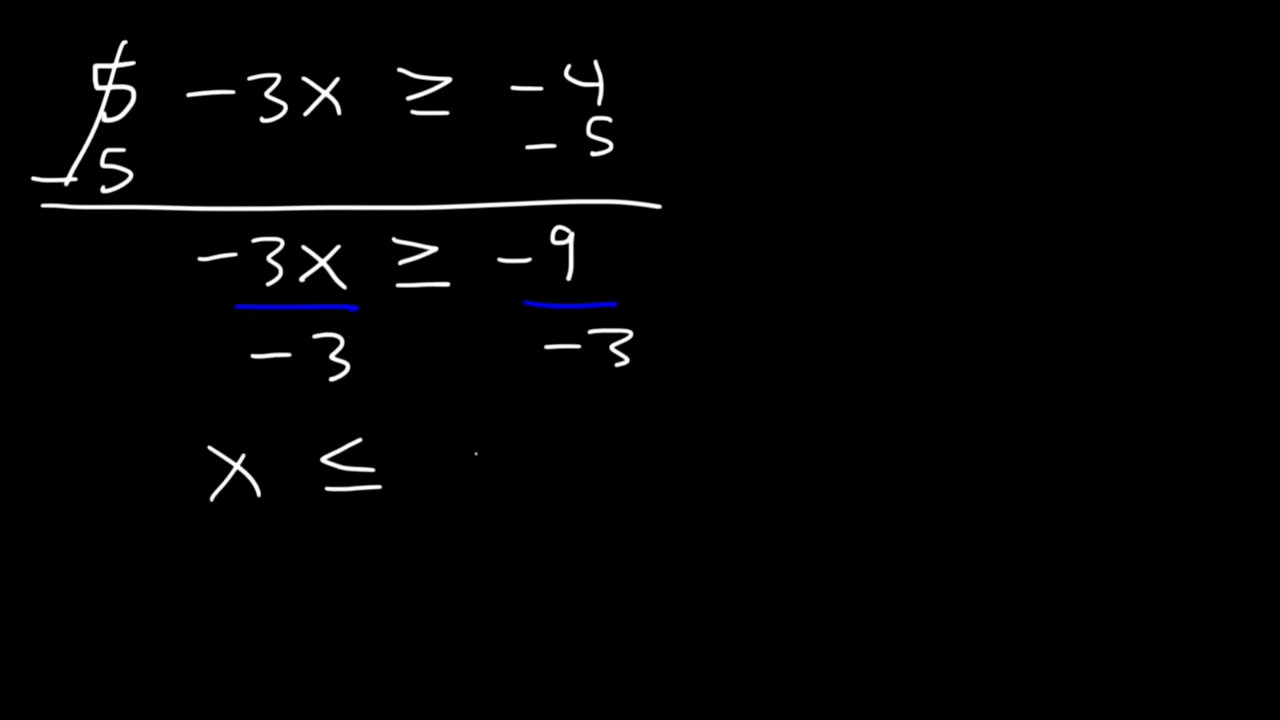 5 - 3x ≥ -4
-5 -5
-3x ≥ -9
-3 -3
x ≤